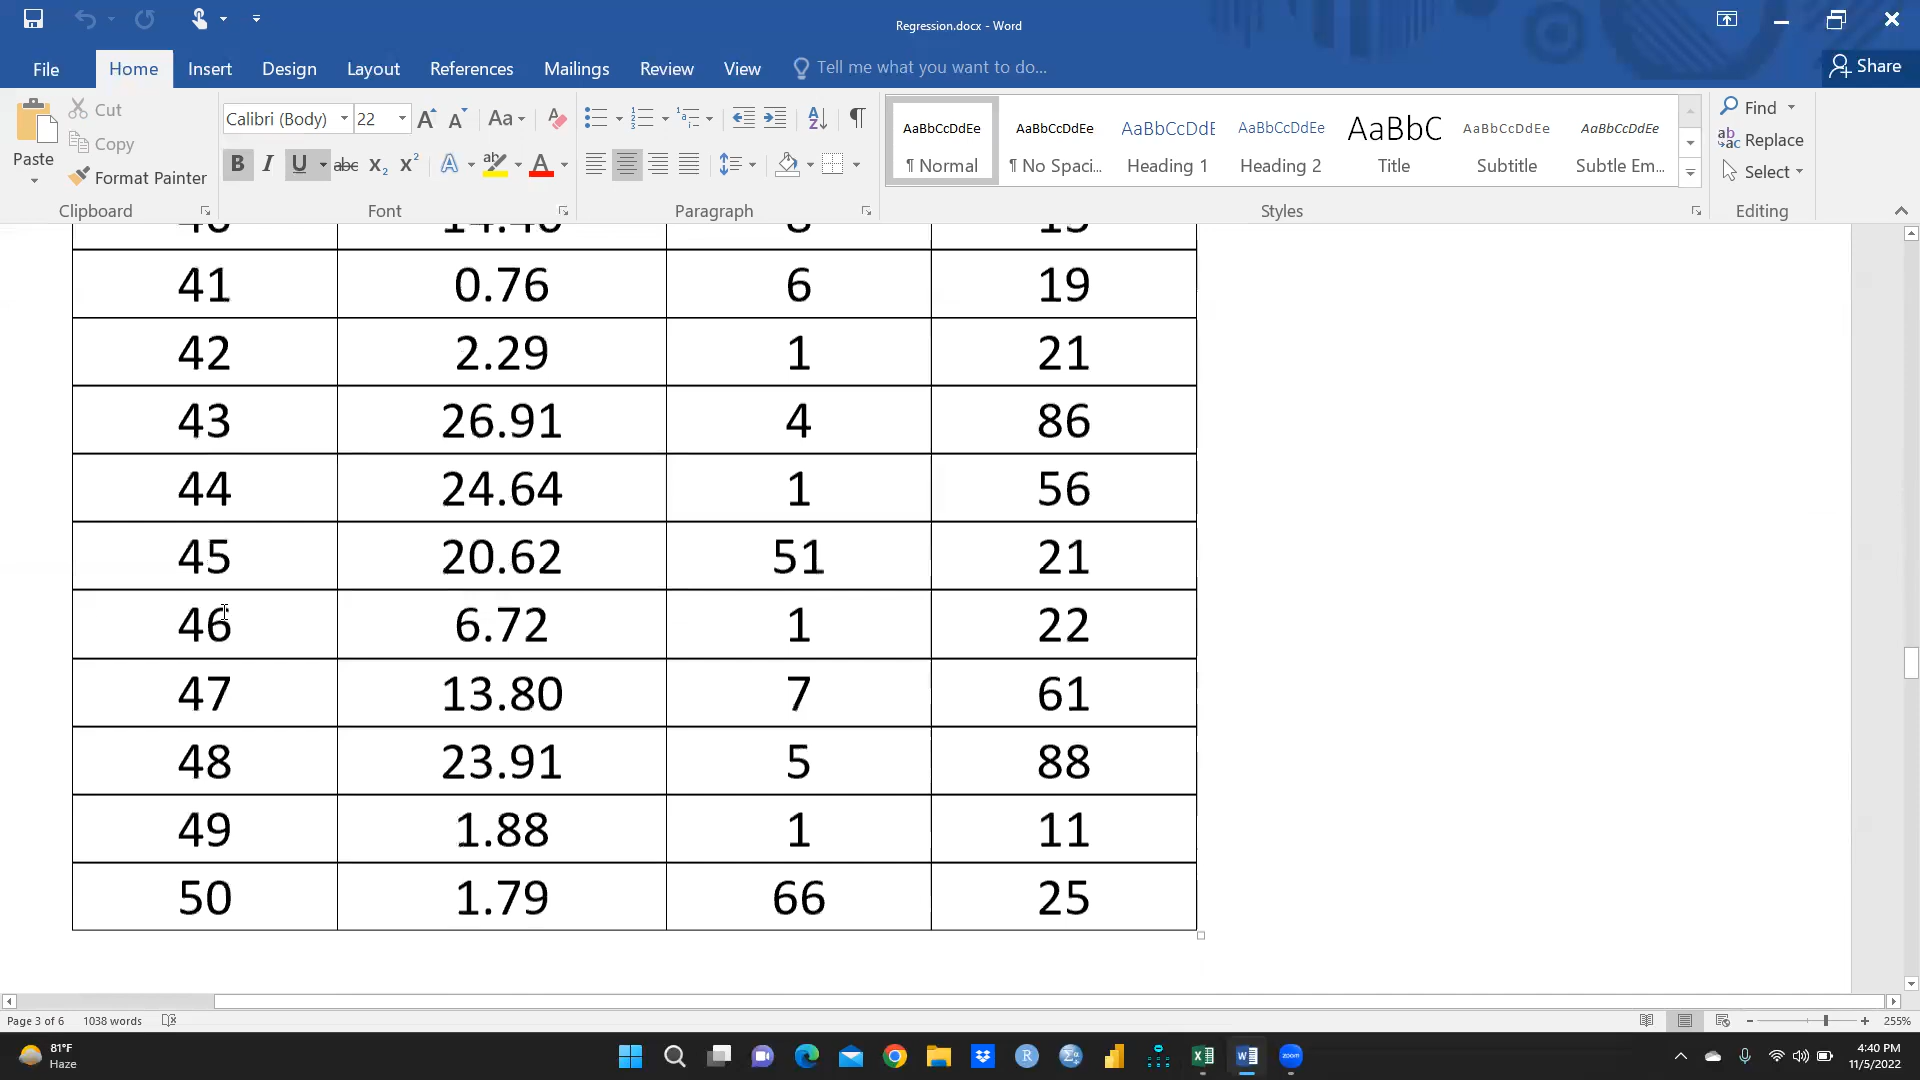 Regression.docx - Word
File Home Insert Design Layout References Mailings Review View Tell me what you want to do... Share
Paste Cut Copy Format Painter
Clipboard
Calibri (Body) 22 Aa
B I U abc X₂ X² A A
Font
Paragraph
AaBbCcDdEe AaBbCcDdEe AaBbCcDdE AaBbCcDdEe AaBbC AaBbCcDdEe AaBbCcDdEe
¶ Normal ¶ No Spaci... Heading 1 Heading 2 Title Subtitle Subtle Em...
Styles
Find
Replace
Select
Editing
41 0.76 6 19
42 2.29 1 21
43 26.91 4 86
44 24.64 1 56
45 20.62 51 21
46 6.72 1 22
47 13.80 7 61
48 23.91 5 88
49 1.88 1 11
50 1.79 66 25
Page 3 of 6 1038 words 255%
81°F
Haze
zoom
4:40 PM
11/5/2022